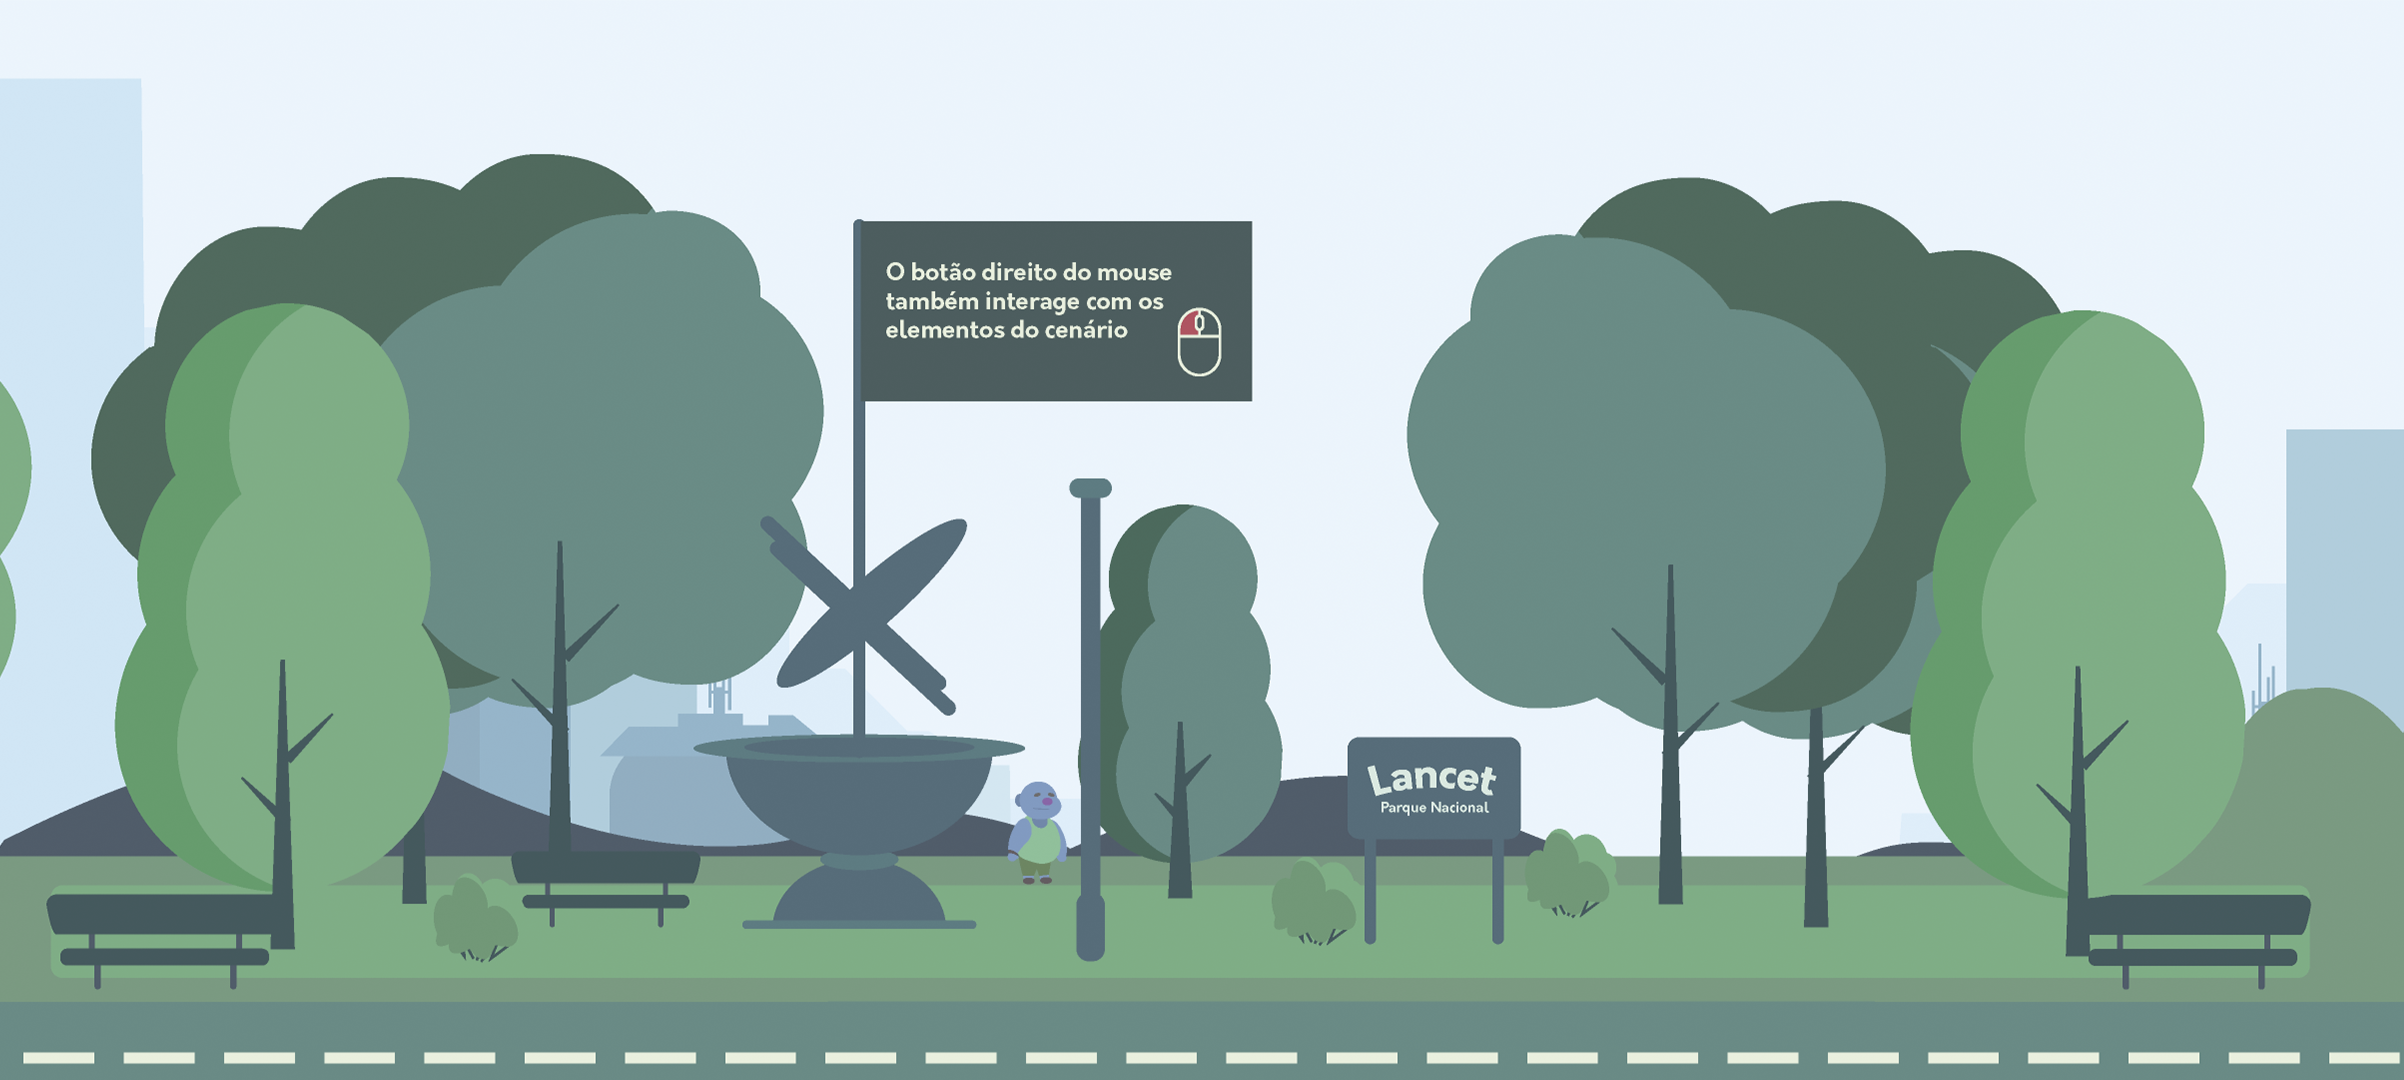 O botão direito do mouse
também interage com os
elementos do cenário
Lancet
Parque Nacional